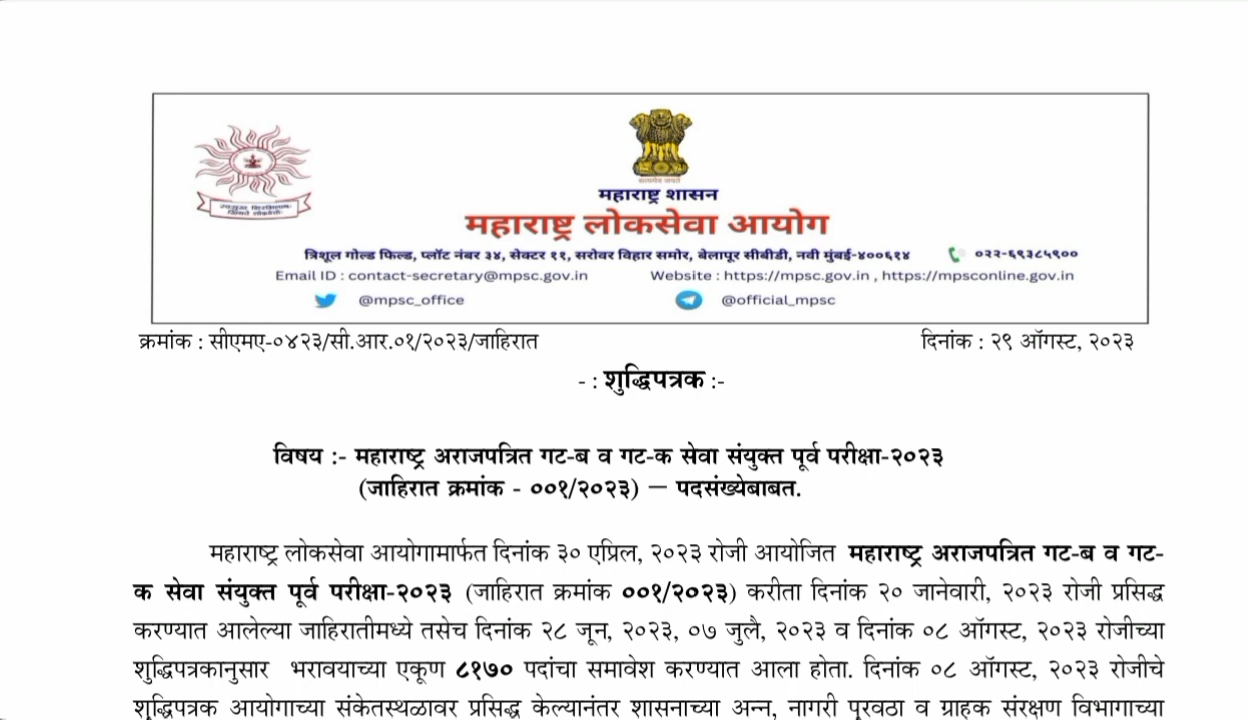 सत्यमेव जयते
महाराष्ट्र शासन
महाराष्ट्र लोकसेवा आयोग
त्रिशूल गोल्ड फिल्ड, प्लॉट नंबर ३४, सेक्टर ११, सरोवर विहार समोर, बेलापूर सीबीडी, नवी मुंबई-४००६१४ ०२२-६९३८५९००
Email ID : contact-secretary@mpsc.gov.in Website : https://mpsc.gov.in , https://mpsconline.gov.in
@mpsc_office @official_mpsc
क्रमांक : सीएमए-०४२३/सी.आर.०१/२०२३/जाहिरात दिनांक : २९ ऑगस्ट, २०२३
- : शुद्धिपत्रक :-
विषय :- महाराष्ट्र अराजपत्रित गट-ब व गट-क सेवा संयुक्त पूर्व परीक्षा-२०२३
(जाहिरात क्रमांक - ००१/२०२३) – पदसंख्येबाबत.
महाराष्ट्र लोकसेवा आयोगामार्फत दिनांक ३० एप्रिल, २०२३ रोजी आयोजित महाराष्ट्र अराजपत्रित गट-ब व गट-
क सेवा संयुक्त पूर्व परीक्षा-२०२३ (जाहिरात क्रमांक ००१/२०२३) करीता दिनांक २० जानेवारी, २०२३ रोजी प्रसिद्ध
करण्यात आलेल्या जाहिरातीमध्ये तसेच दिनांक २८ जून, २०२३, ०७ जुलै, २०२३ व दिनांक ०८ ऑगस्ट, २०२३ रोजीच्या
शुद्धिपत्रकानुसार भरावयाच्या एकूण ८१७० पदांचा समावेश करण्यात आला होता. दिनांक ०८ ऑगस्ट, २०२३ रोजीचे
शुद्धिपत्रक आयोगाच्या संकेतस्थळावर प्रसिद्ध केल्यानंतर शासनाच्या अन्न, नागरी पुरवठा व ग्राहक संरक्षण विभागाच्या